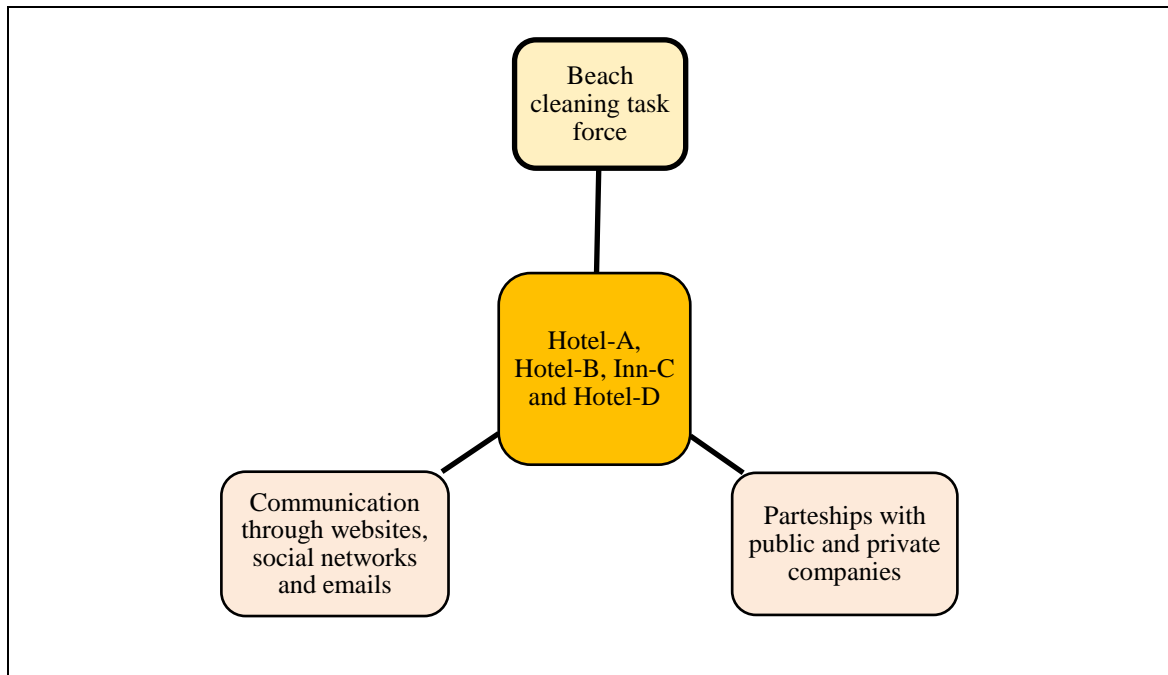 Beach
cleaning task
force
Hotel-A,
Hotel-B, Inn-C
and Hotel-D
Communication
through websites,
social networks
and emails
Parteships with
public and private
companies